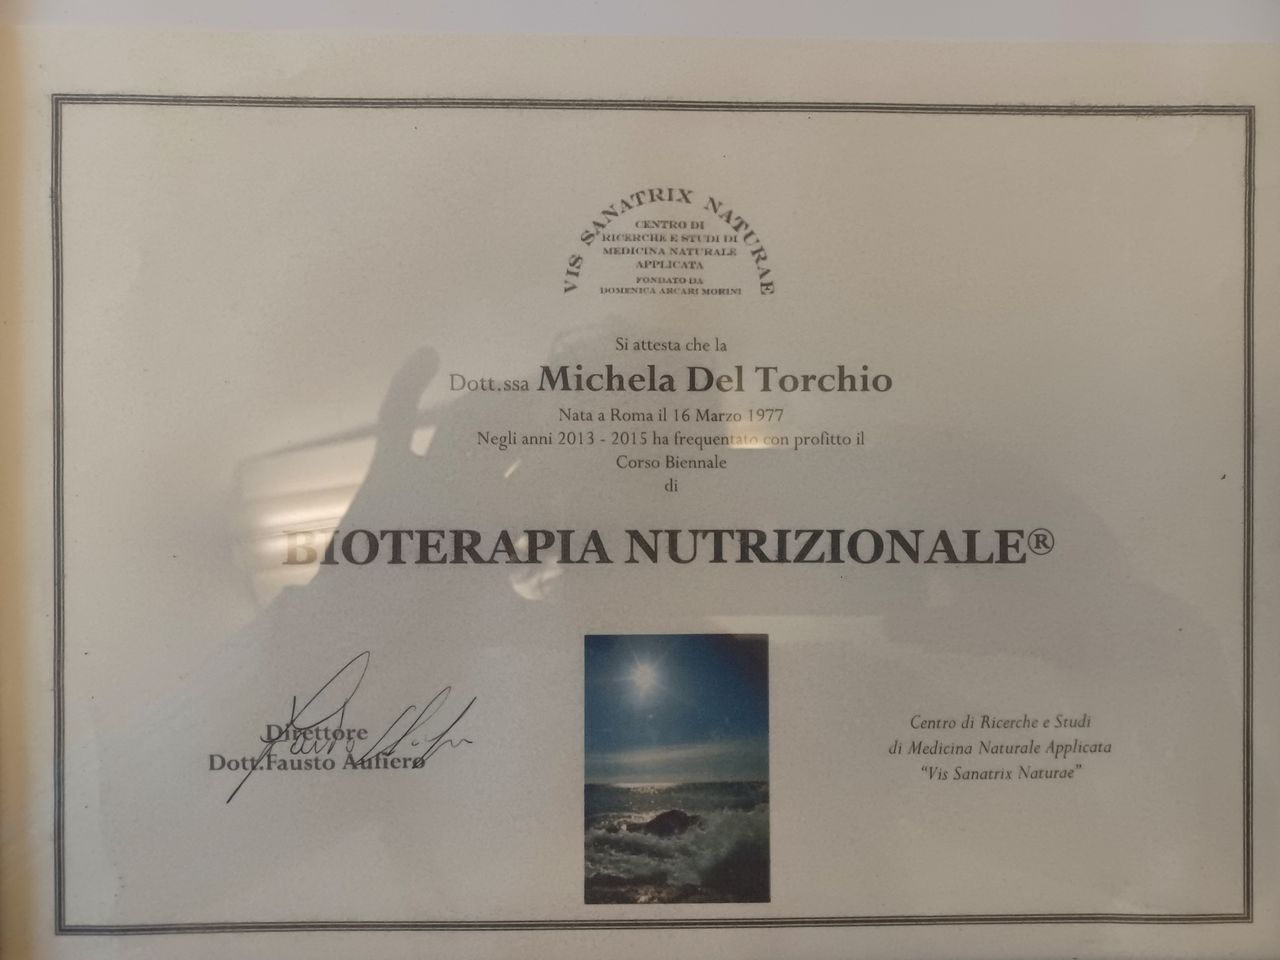 VIS SANATRIX NATURAE
CENTRO DI
RICERCHE E STUDI DI
MEDICINA NATURALE
APPLICATA
FONDATO DA
DOMENICA ARCARI MORINI
Si attesta che la
Dott.ssa Michela Del Torchio
Nata a Roma il 16 Marzo 1977
Negli anni 2013 - 2015 ha frequentato con profitto il
Corso Biennale
di
BIOTERAPIA NUTRIZIONALE®
Direttore
Dott.Fausto Aufiero
Centro di Ricerche e Studi
di Medicina Naturale Applicata
“Vis Sanatrix Naturae”